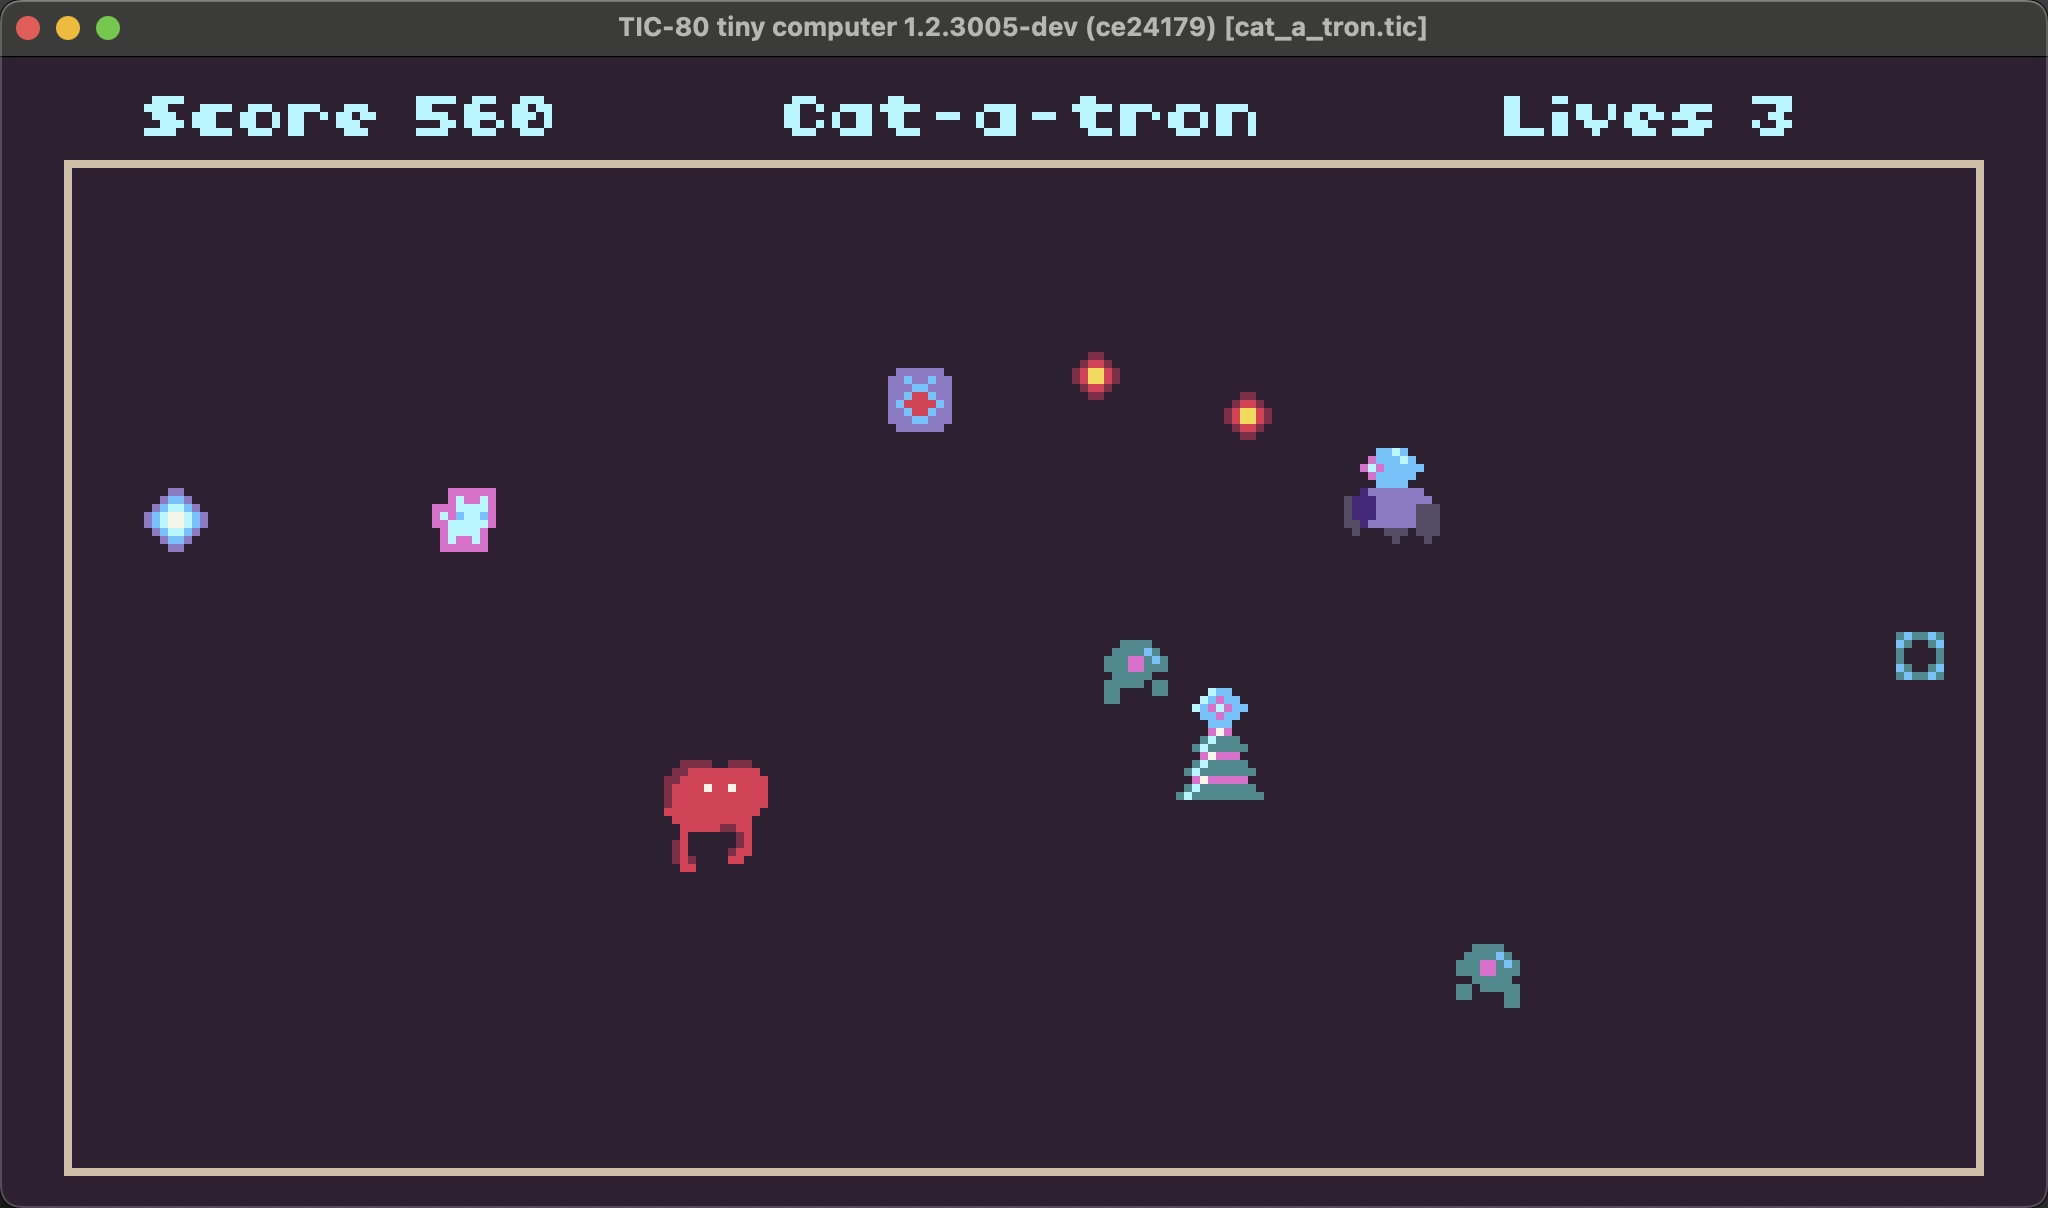 TIC-80 tiny computer 1.2.3005-dev (ce24179) [cat_a_tron.tic]
Score 560 Cat-a-tron Lives 3